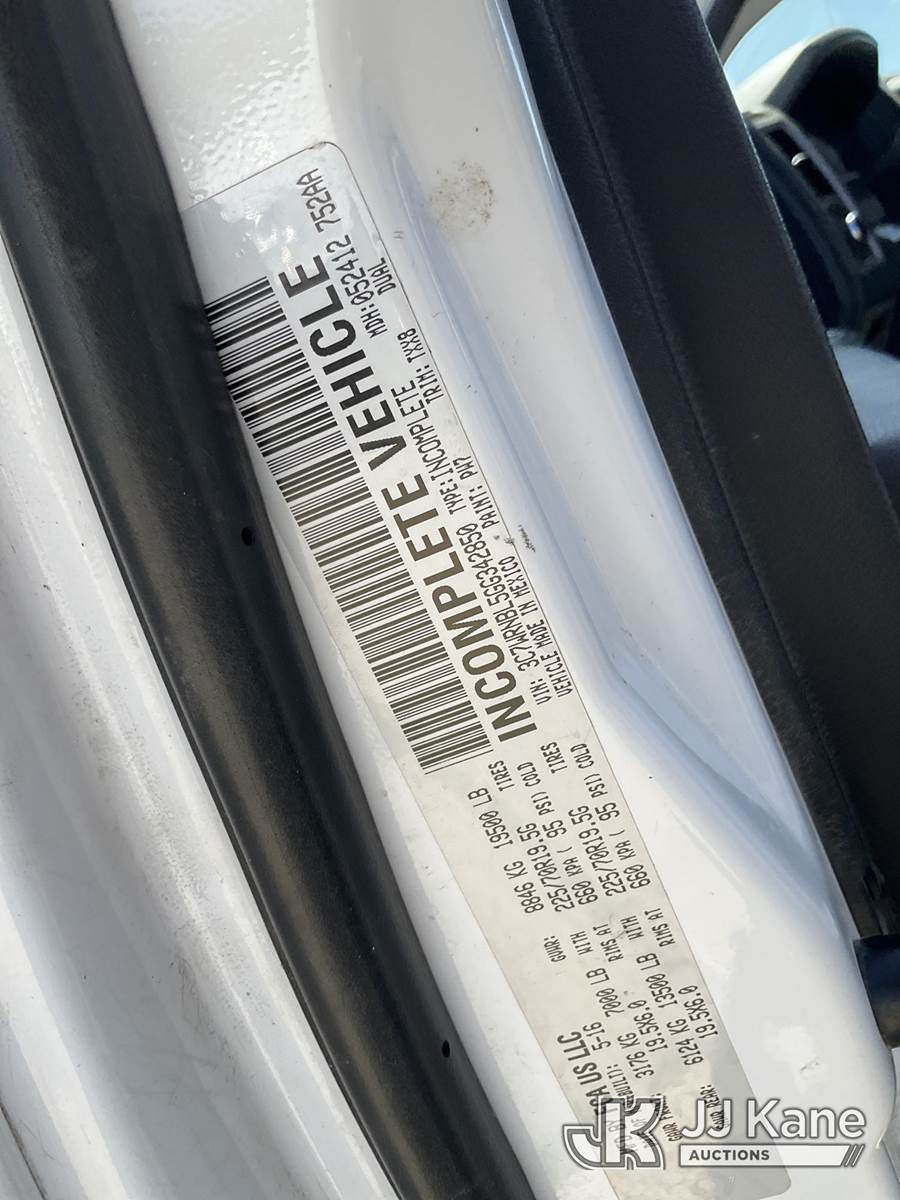 US LLC
5-16
GVWR: 8846 KG 19500 LB
3176 KG 7000 LB WITH 225/70R19.5G TIRES
19.5X6.0 RIMS AT 660 KPA ( 95 PSI) COLD
REAR: 6124 KG 13500 LB WITH 225/70R19.5G TIRES
19.5X6.0 RIMS AT 660 KPA ( 95 PSI) COLD
INCOMPLETE VEHICLE
MDH: 052412 752AA
VIN: 3C7WRNBL5GG342850 TYPE: INCOMPLETE DUAL
VEHICLE MADE IN MEXICO PAINT: PW7 TRIM: TXX8
JK JJ Kane
AUCTIONS